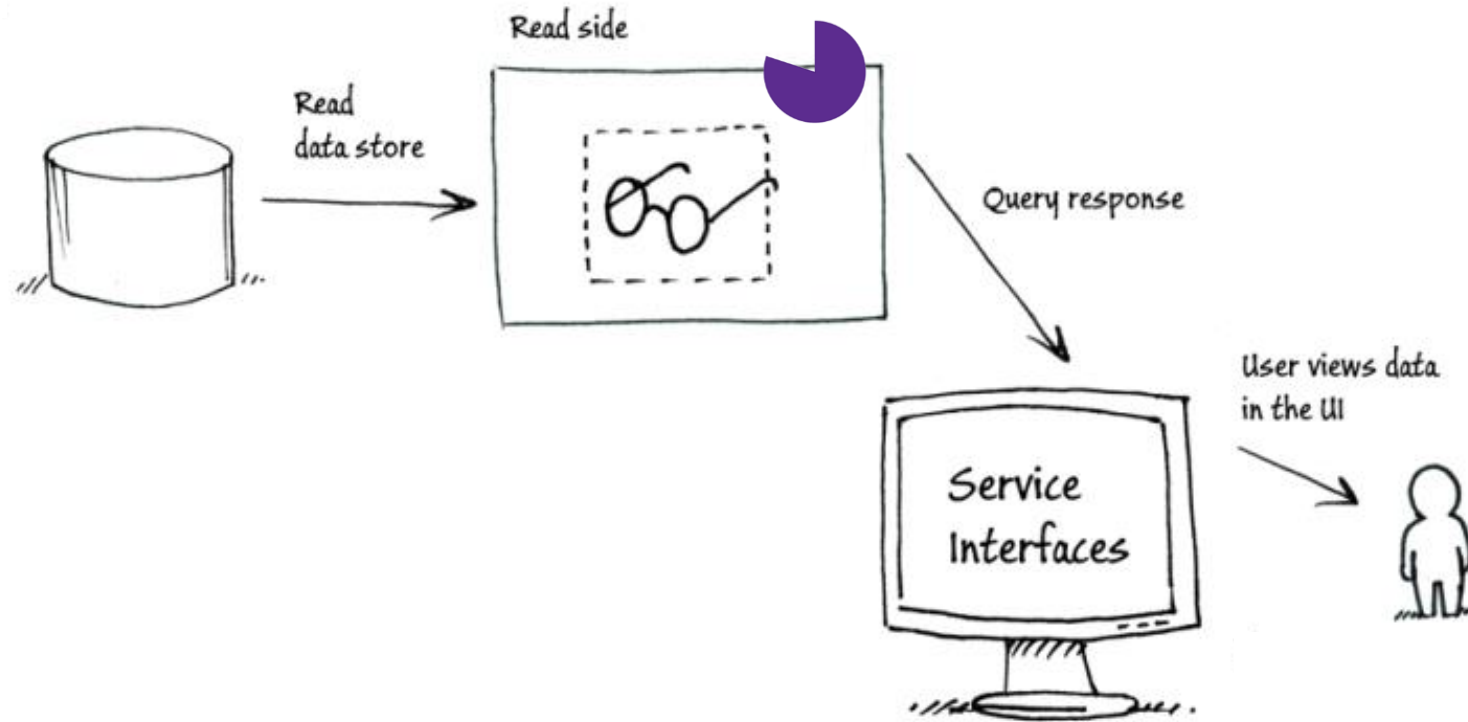 Read side
Read
data store
Query response
User views data
in the UI
Service
Interfaces